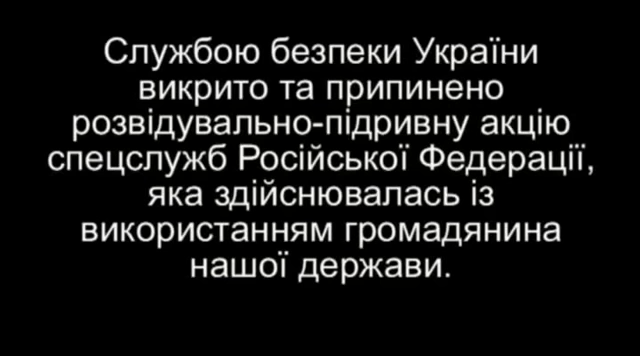 Службою безпеки України
викрито та припинено
розвідувально-підривну акцію
спецслужб Російської Федерації,
яка здійснювалась із
використанням громадянина
нашої держави.